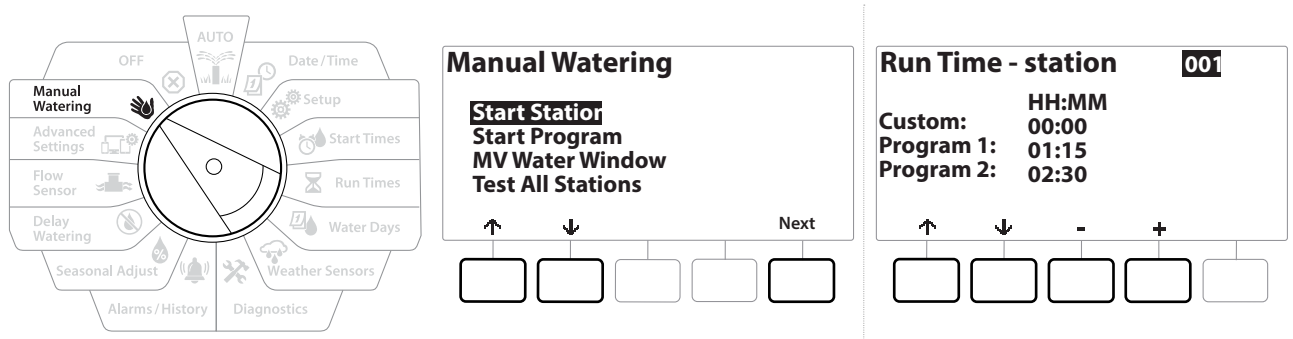 AUTO
OFF
Date/Time
Manual
Watering
Setup
Advanced
Settings
Start Times
Flow
Sensor
Run Times
Delay
Watering
Water Days
Seasonal Adjust
Weather Sensors
Alarms/History
Diagnostics
Manual Watering
Start Station
Start Program
MV Water Window
Test All Stations
↑ ↓ Next
Run Time - station 001
HH:MM
Custom: 00:00
Program 1: 01:15
Program 2: 02:30
↑ ↓ - +